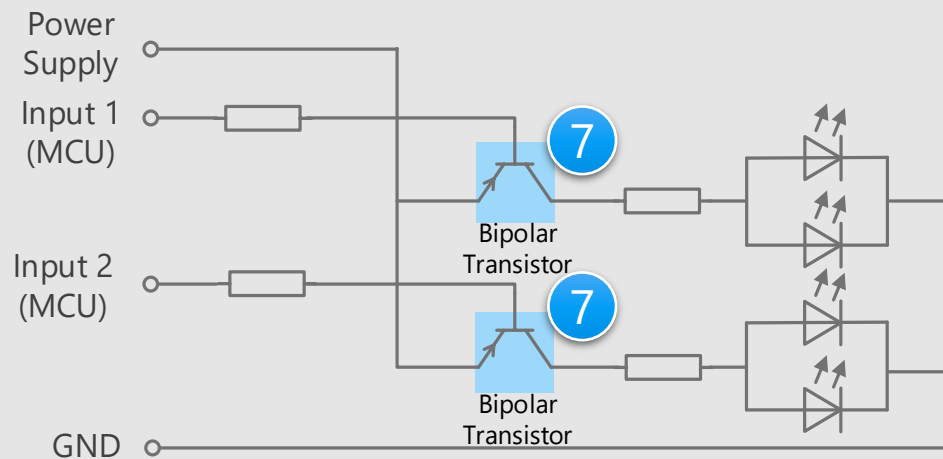 Power
Supply
Input 1
(MCU)
7
Bipolar
Transistor
Input 2
(MCU)
7
Bipolar
Transistor
GND